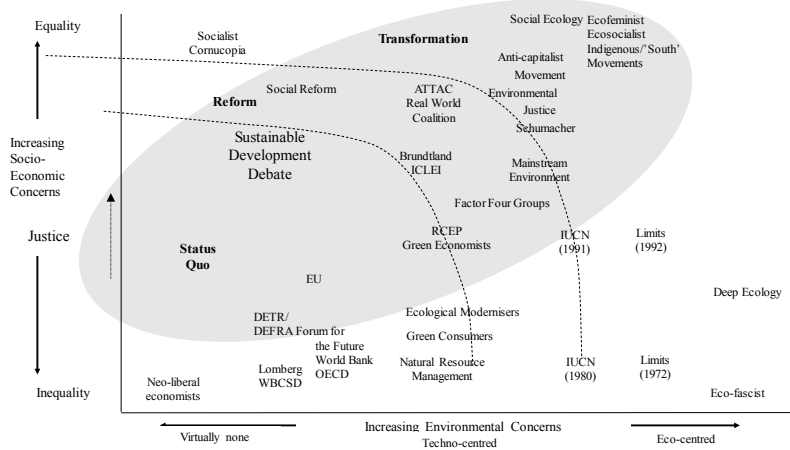 Equality
Increasing
Socio-
Economic
Concerns
Justice
Inequality
Socialist
Cornucopia
Transformation
Social Ecology
Ecofeminist
Ecosocialist
Indigenous/'South'
Movements
Anti-capitalist
Movement
Environmental
Justice
Schumacher
Reform
Social Reform
ATTAC
Real World
Coalition
Sustainable
Development
Debate
Brundtland
ICLEI
Mainstream
Environment
Factor Four Groups
Status
Quo
RCEP
Green Economists
IUCN
(1991)
Limits
(1992)
EU
Deep Ecology
DETR/
DEFRA Forum for
the Future
World Bank
OECD
Ecological Modernisers
Green Consumers
Natural Resource
Management
Lomberg
WBCSD
Neo-liberal
economists
IUCN
(1980)
Limits
(1972)
Eco-fascist
Increasing Environmental Concerns
Virtually none
Techno-centred
Eco-centred